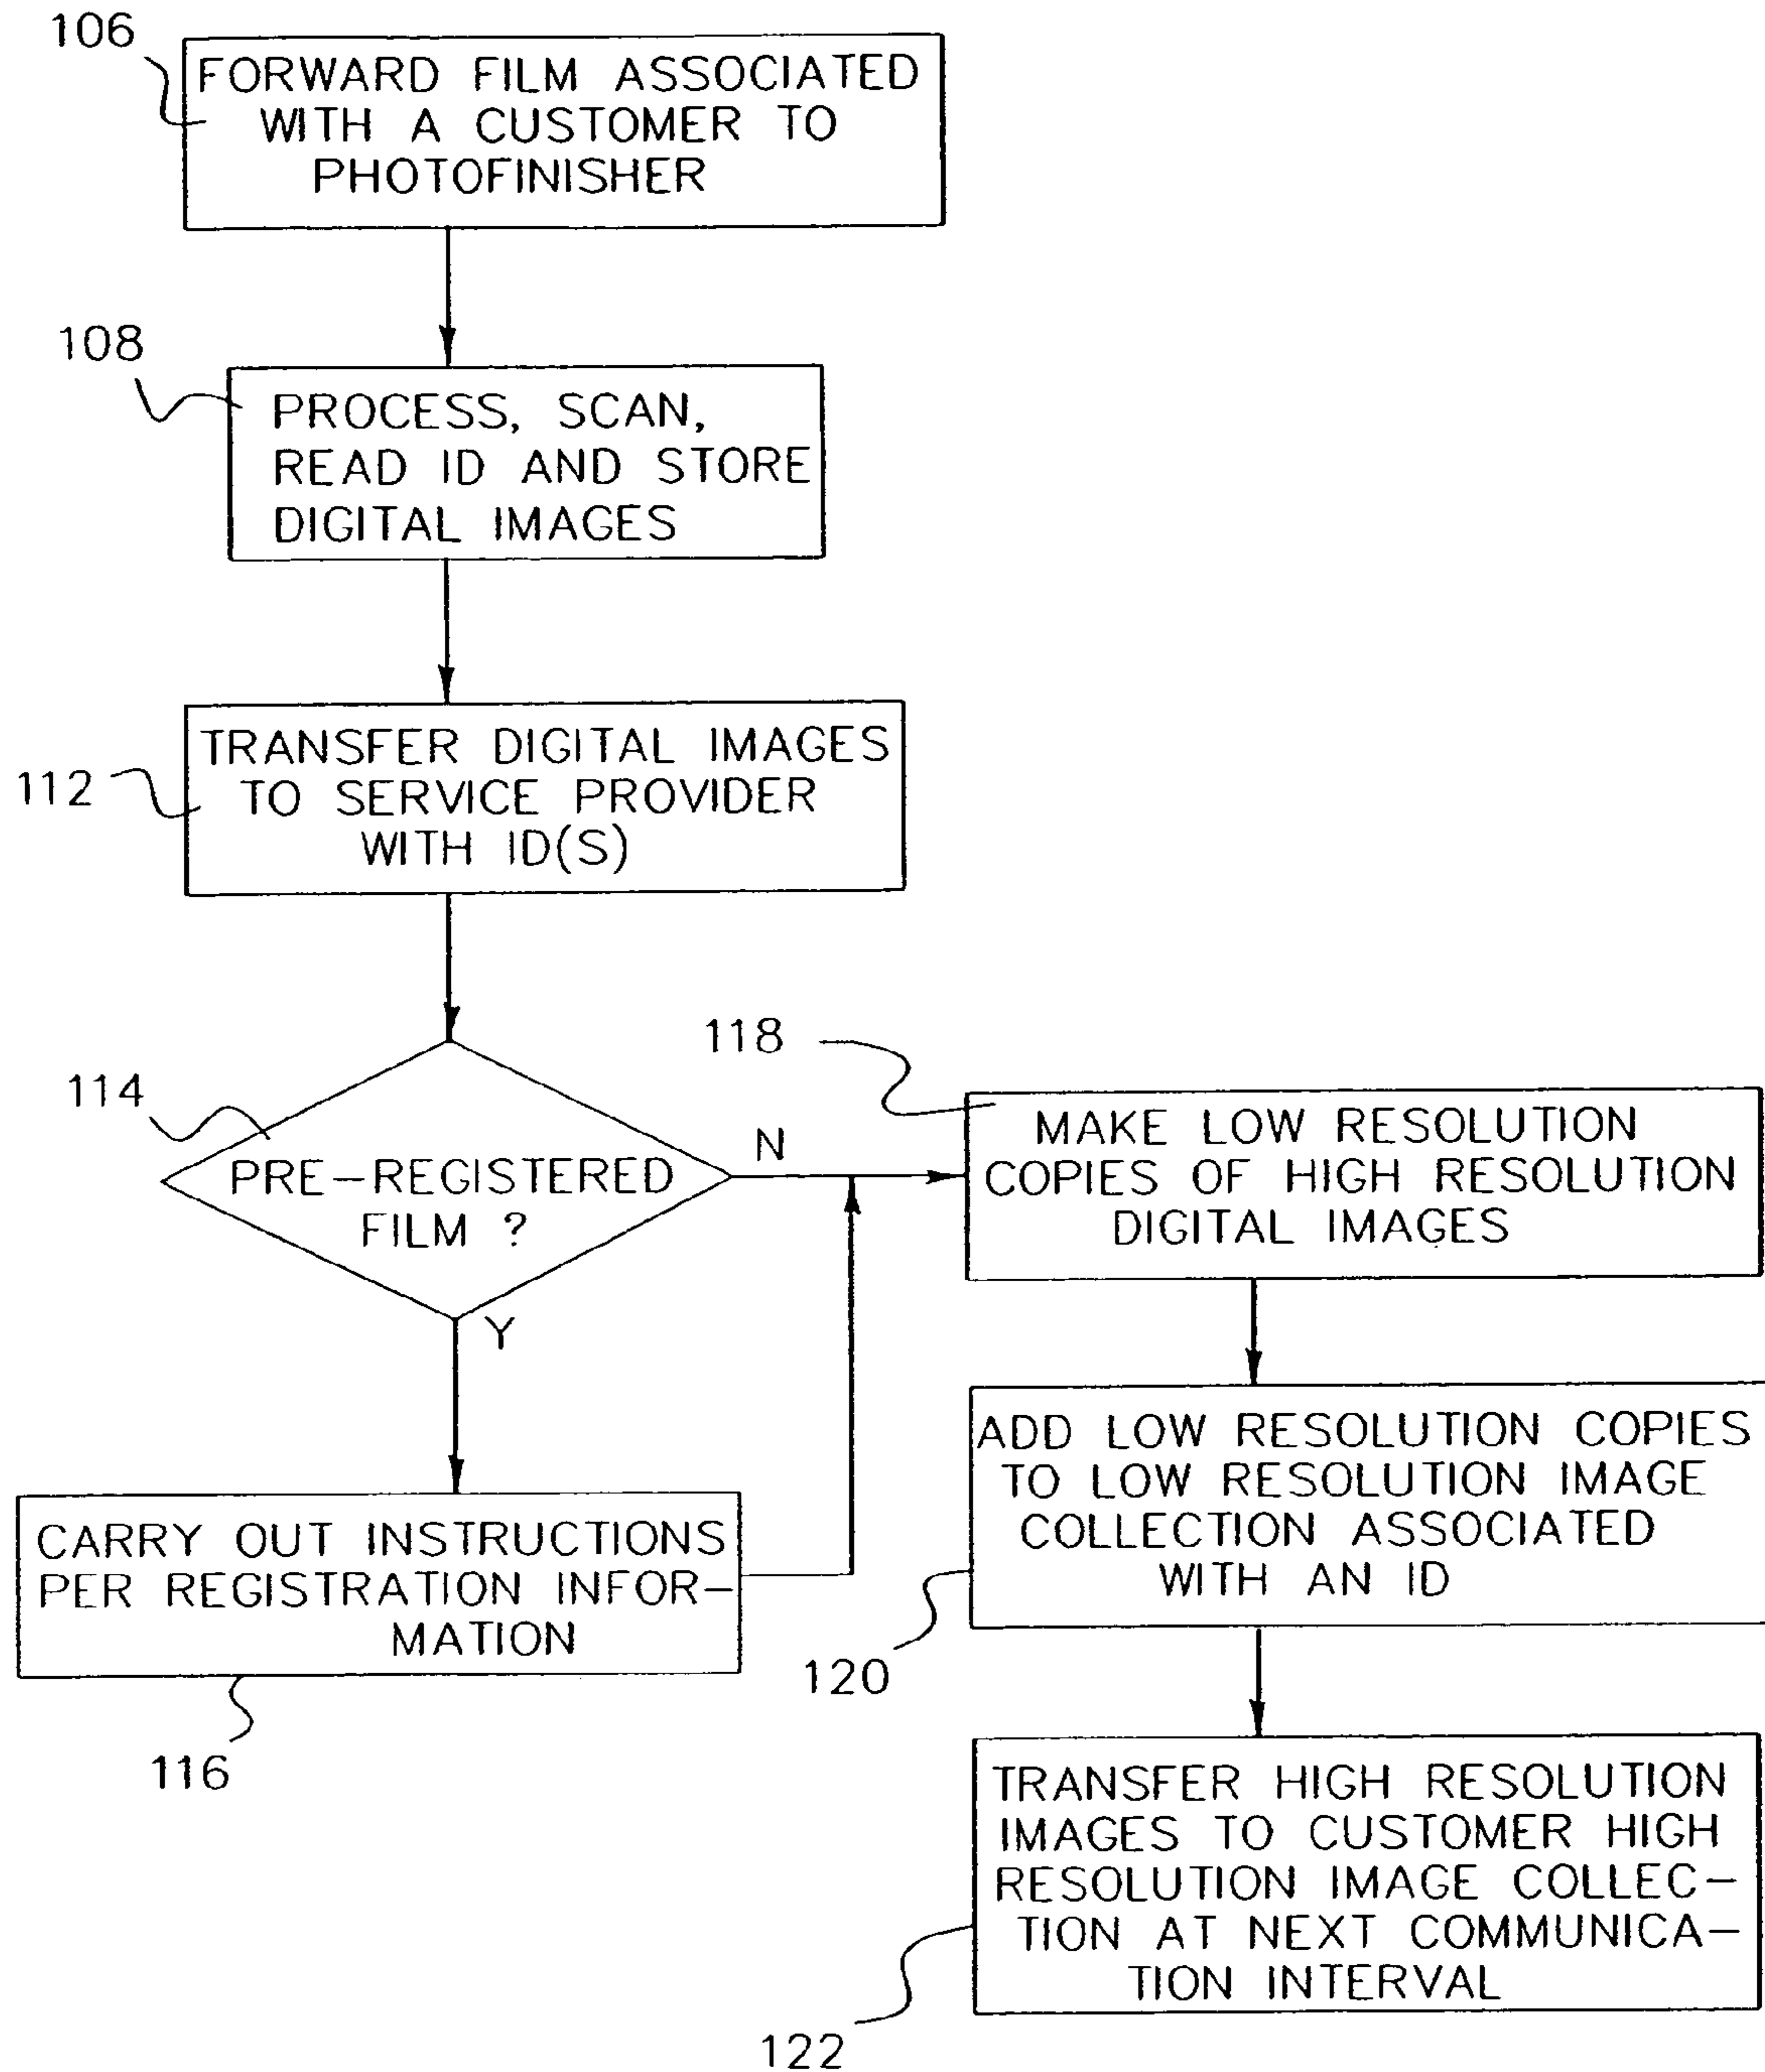 106
FORWARD FILM ASSOCIATED
WITH A CUSTOMER TO
PHOTOFINISHER
108
PROCESS, SCAN,
READ ID AND STORE
DIGITAL IMAGES
112
TRANSFER DIGITAL IMAGES
TO SERVICE PROVIDER
WITH ID(S)
114
PRE-REGISTERED
FILM ?
N
Y
116
CARRY OUT INSTRUCTIONS
PER REGISTRATION INFOR-
MATION
118
MAKE LOW RESOLUTION
COPIES OF HIGH RESOLUTION
DIGITAL IMAGES
120
ADD LOW RESOLUTION COPIES
TO LOW RESOLUTION IMAGE
COLLECTION ASSOCIATED
WITH AN ID
122
TRANSFER HIGH RESOLUTION
IMAGES TO CUSTOMER HIGH
RESOLUTION IMAGE COLLEC-
TION AT NEXT COMMUNICA-
TION INTERVAL